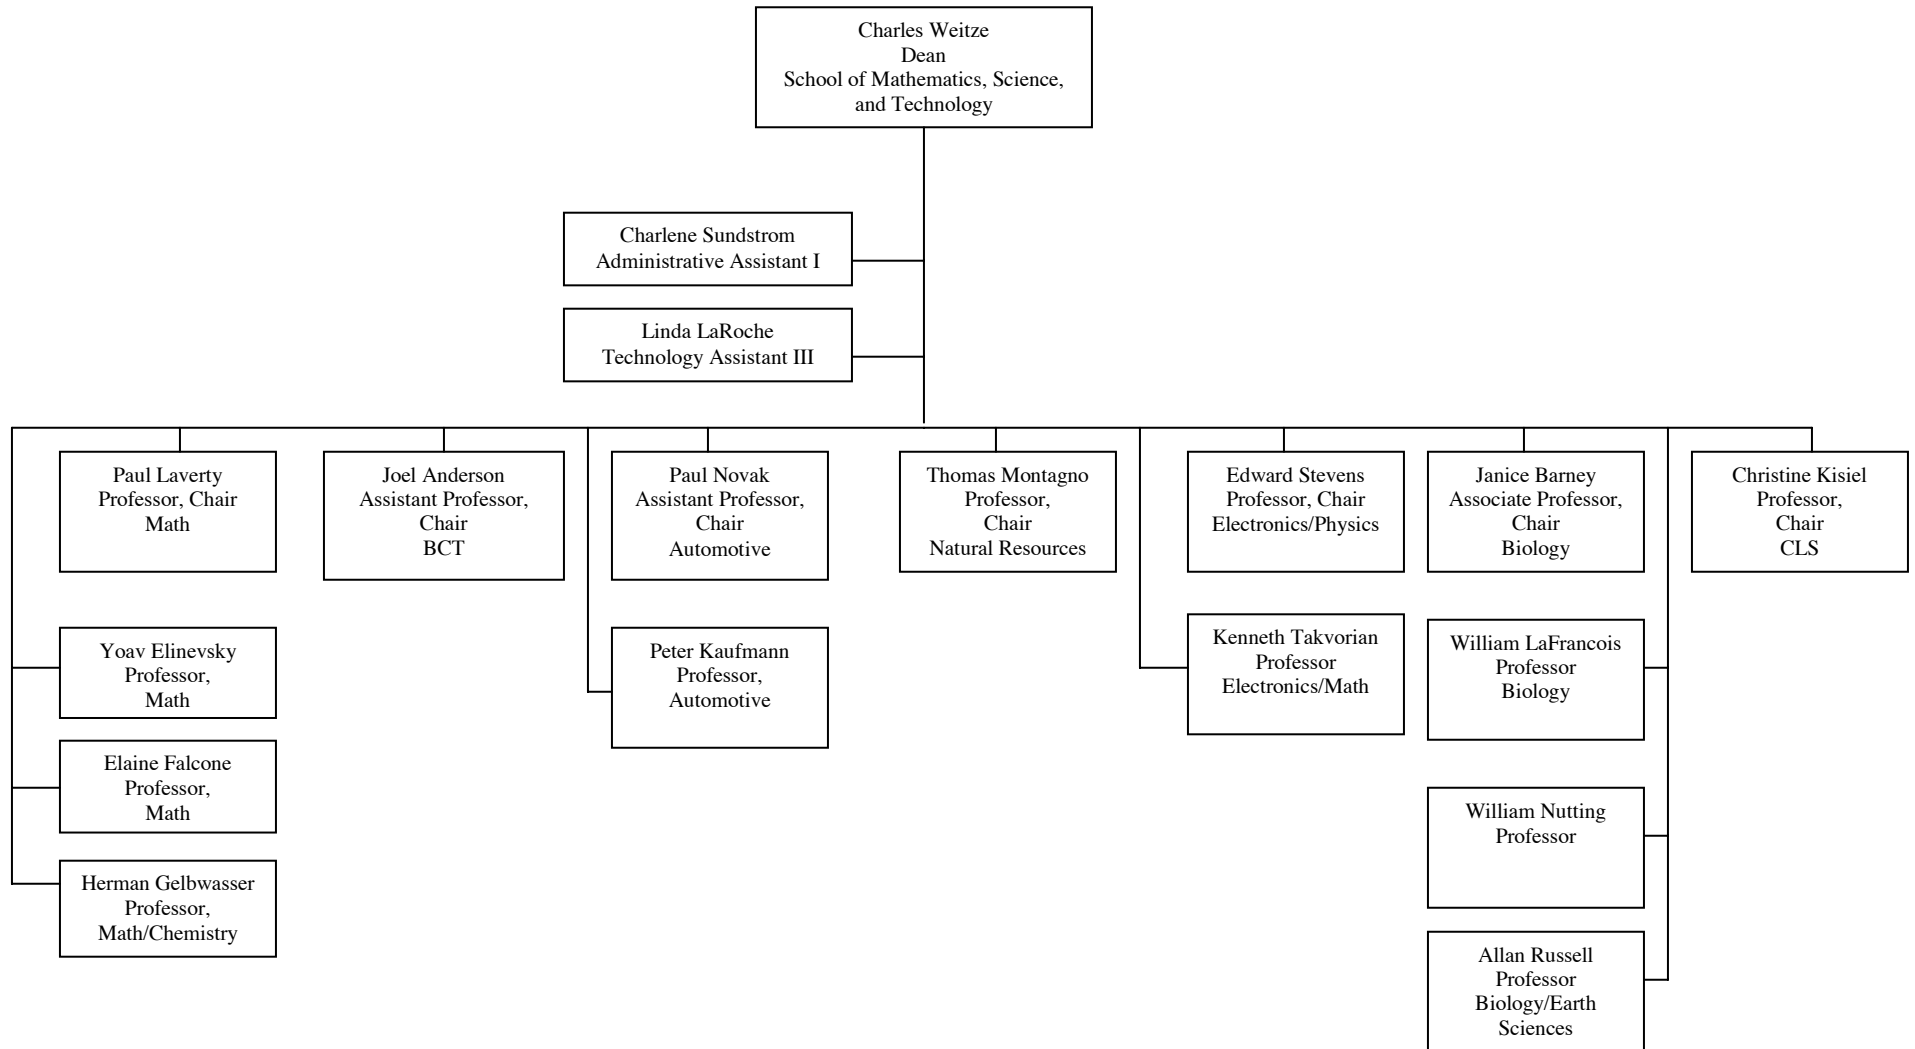 Charles Weitze
Dean
School of Mathematics, Science,
and Technology
Charlene Sundstrom
Administrative Assistant I
Linda LaRoche
Technology Assistant III
Paul Laverty
Professor, Chair
Math
Joel Anderson
Assistant Professor,
Chair
BCT
Paul Novak
Assistant Professor,
Chair
Automotive
Thomas Montagno
Professor,
Chair
Natural Resources
Edward Stevens
Professor, Chair
Electronics/Physics
Janice Barney
Associate Professor,
Chair
Biology
Christine Kisiel
Professor,
Chair
CLS
Yoav Elinevsky
Professor,
Math
Peter Kaufmann
Professor,
Automotive
Kenneth Takvorian
Professor
Electronics/Math
William LaFrancois
Professor
Biology
Elaine Falcone
Professor,
Math
William Nutting
Professor
Herman Gelbwasser
Professor,
Math/Chemistry
Allan Russell
Professor
Biology/Earth
Sciences